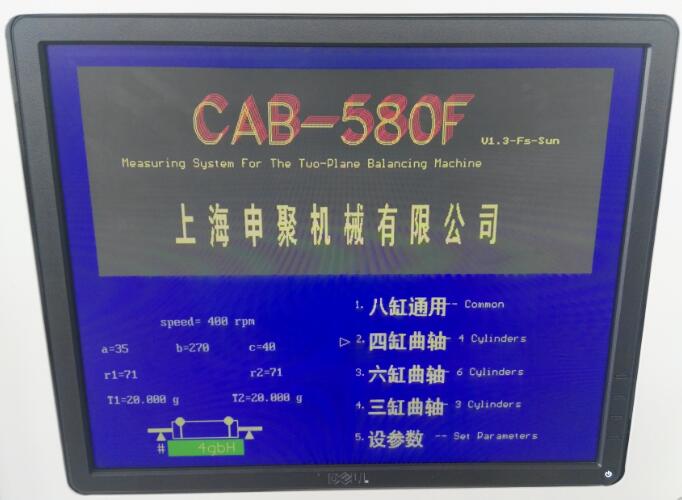 CAB-580F V1.3-Fs-Sun
Measuring System For The Two-Plane Balancing Machine
上海申聚机械有限公司
speed= 400 rpm
a=35 b=270 c=40
r1=71 r2=71
T1=20.000 g T2=20.000 g
# 4gbH
1. 八缸通用-- Common
2. 四缸曲轴- 4 Cylinders
3. 六缸曲轴- 6 Cylinders
4. 三缸曲轴- 3 Cylinders
5. 设参数 -- Set Parameters
DELL